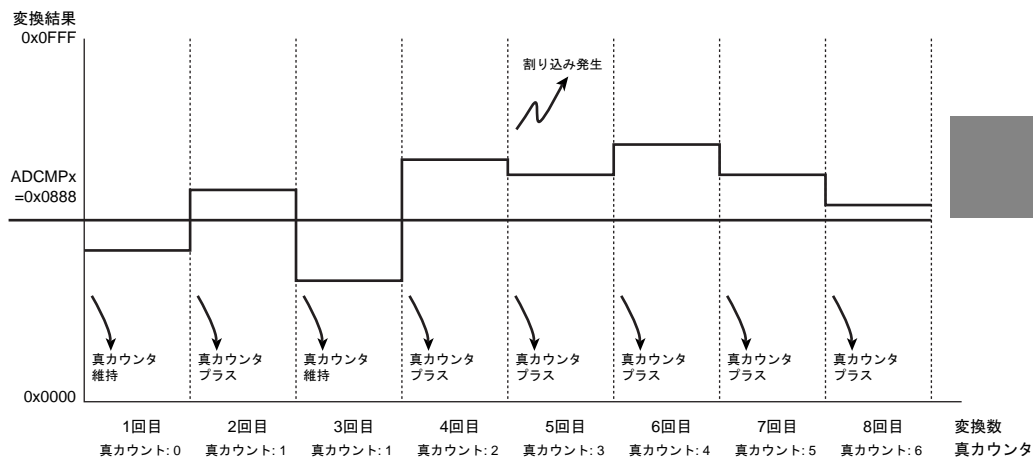 変換結果
0x0FFF
割り込み発生
ADCMPx
=0x0888
真カウンタ
維持
真カウンタ
プラス
真カウンタ
維持
真カウンタ
プラス
真カウンタ
プラス
真カウンタ
プラス
真カウンタ
プラス
真カウンタ
プラス
0x0000
1回目 2回目 3回目 4回目 5回目 6回目 7回目 8回目 変換数
真カウント: 0 真カウント: 1 真カウント: 1 真カウント: 2 真カウント: 3 真カウント: 4 真カウント: 5 真カウント: 6 真カウンタ